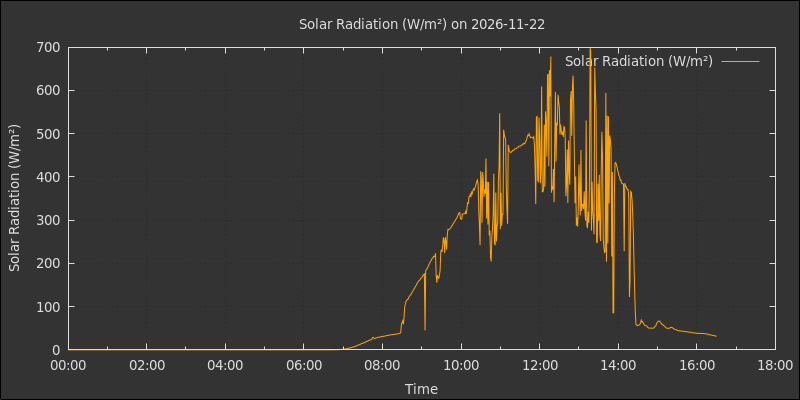 Solar Radiation (W/m²) on 2026-11-22
Solar Radiation (W/m²)
700
600
500
400
300
200
100
0
Solar Radiation (W/m²)
00:00 02:00 04:00 06:00 08:00 10:00 12:00 14:00 16:00 18:00
Time